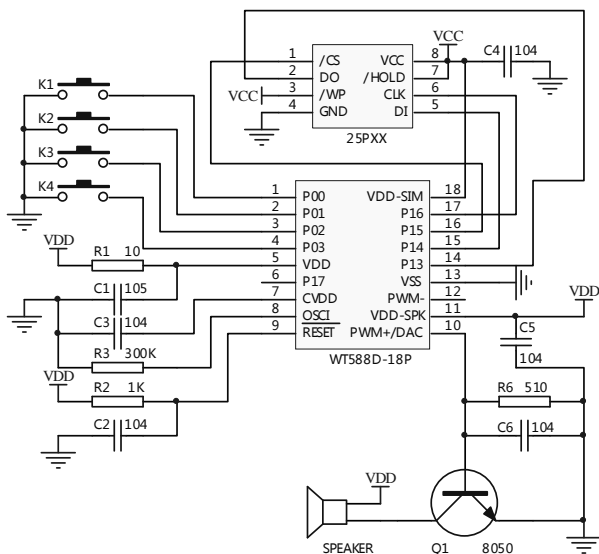 VCC
1 /CS VCC 8
2 DO /HOLD 7
VCC 3 /WP CLK 6
4 GND DI 5
25PXX
C4 104
K1
K2
K3
K4
1 P00 VDD-SIM 18
2 P01 P16 17
3 P02 P15 16
4 P03 P14 15
5 VDD P13 14
6 P17 VSS 13
7 CVDD PWM- 12
8 OSCI VDD-SPK 11
9 RESET PWM+/DAC 10
WT588D-18P
VDD
R1 10
C1 105
C3 104
R3 300K
VDD
R2 1K
C2 104
VDD
C5
104
R6 510
C6 104
VDD
SPEAKER
Q1 8050